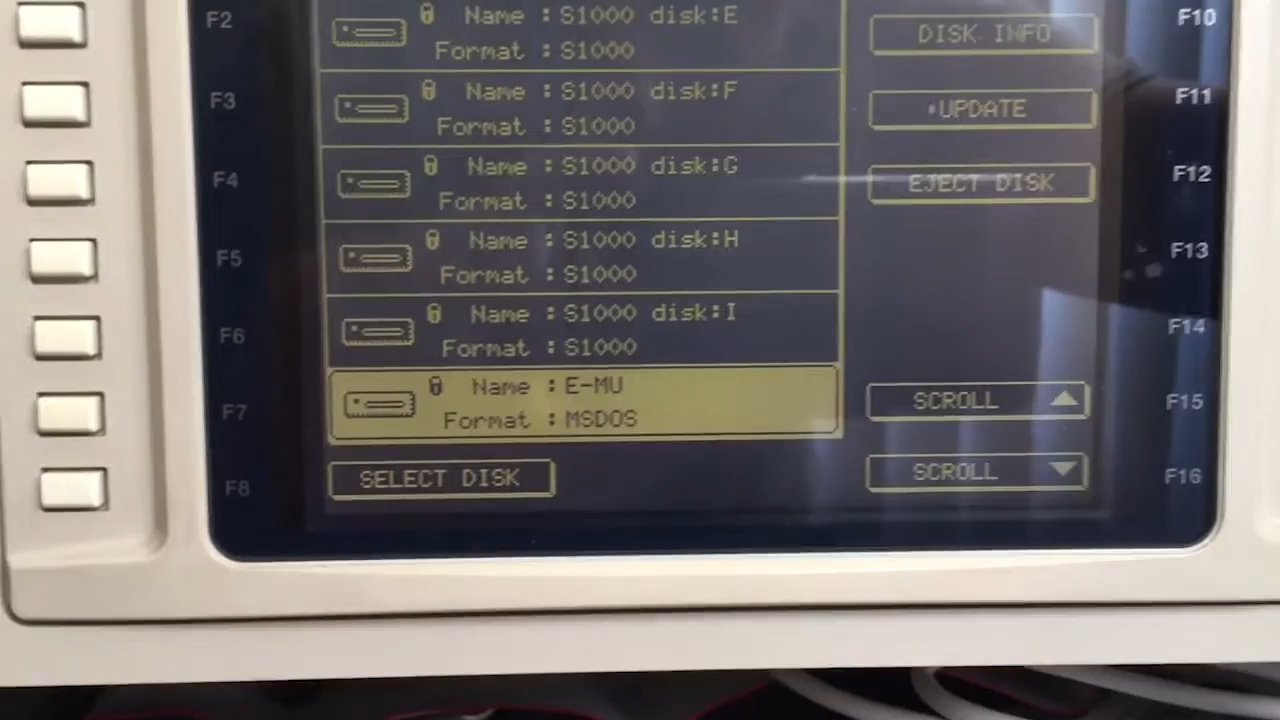 F2 Name : S1000 disk:E F10
Format : S1000 DISK INFO
F3 Name : S1000 disk:F F11
Format : S1000 •UPDATE
F4 Name : S1000 disk:G F12
Format : S1000 EJECT DISK
F5 Name : S1000 disk:H F13
Format : S1000
F6 Name : S1000 disk:I F14
Format : S1000
F7 Name : E-MU SCROLL F15
Format : MSDOS
F8 SELECT DISK SCROLL F16